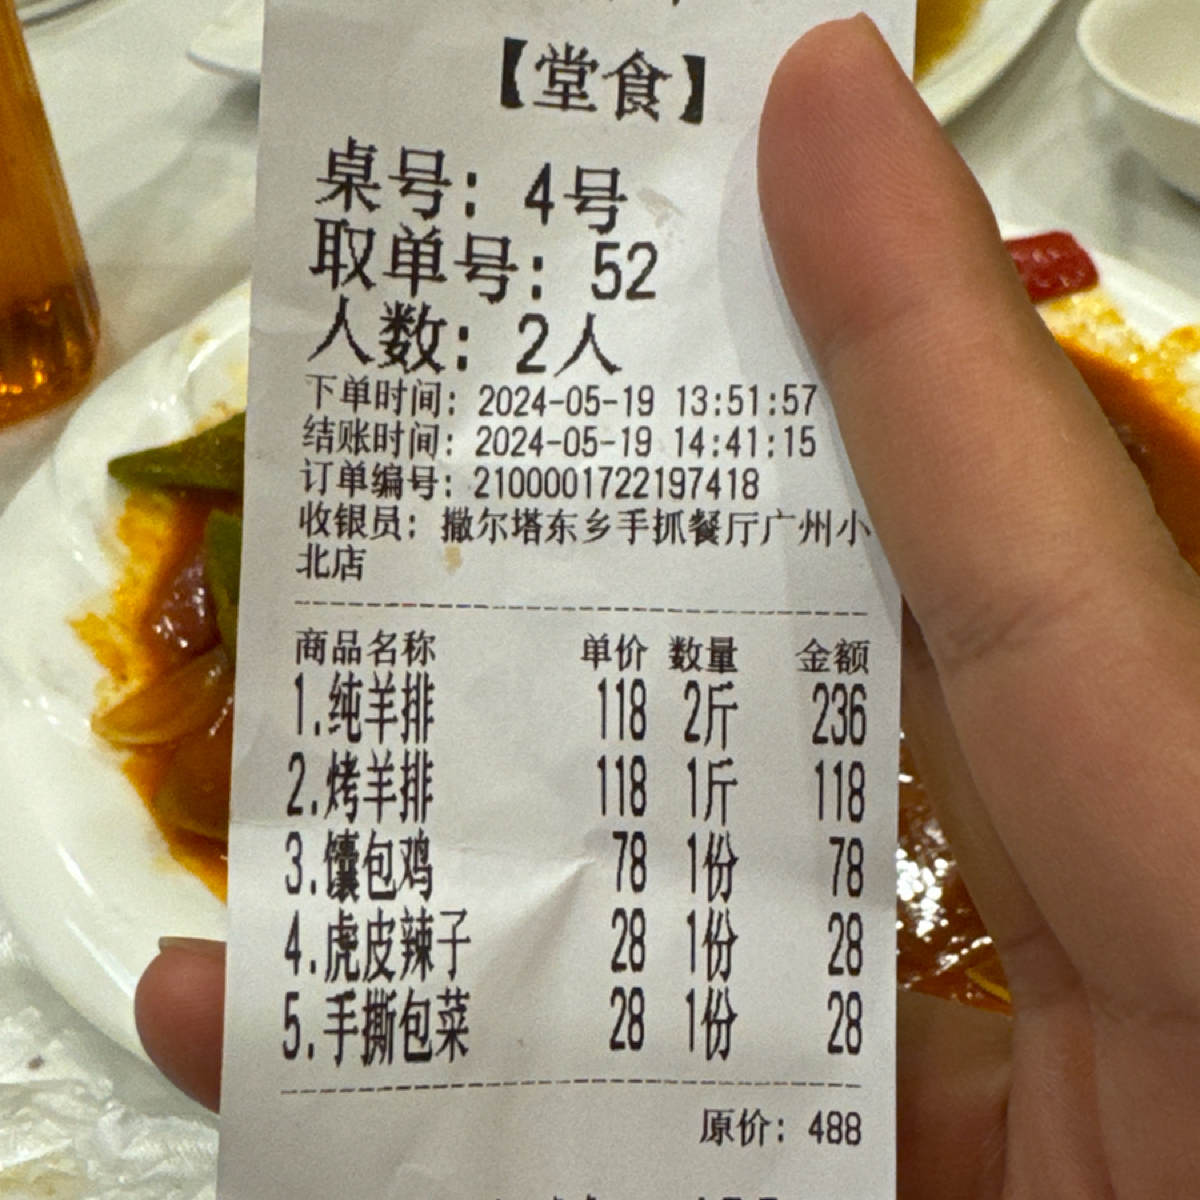 【堂食】
桌号: 4号
取单号: 52
人数: 2人
下单时间: 2024-05-19 13:51:57
结账时间: 2024-05-19 14:41:15
订单编号: 2100001722197418
收银员: 撒尔塔东乡手抓餐厅广州小
北店
商品名称 单价 数量 金额
1.纯羊排 118 2斤 236
2.烤羊排 118 1斤 118
3.馕包鸡 78 1份 78
4.虎皮辣子 28 1份 28
5.手撕包菜 28 1份 28
原价: 488